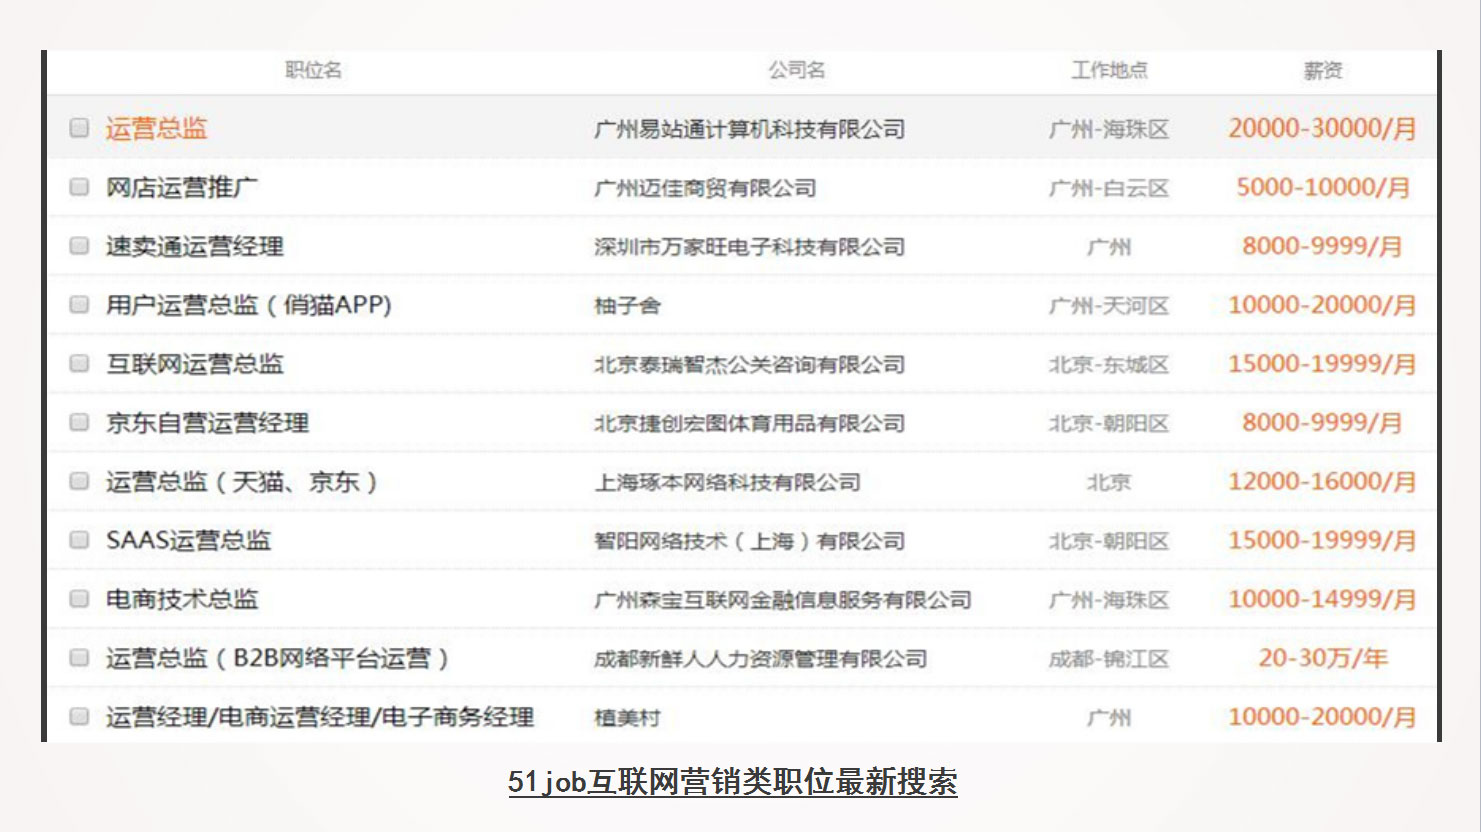 职位名 公司名 工作地点 薪资
运营总监 广州易站通计算机科技有限公司 广州-海珠区 20000-30000/月
网店运营推广 广州迈佳商贸有限公司 广州-白云区 5000-10000/月
速卖通运营经理 深圳市万家旺电子科技有限公司 广州 8000-9999/月
用户运营总监（俏猫APP) 柚子舍 广州-天河区 10000-20000/月
互联网运营总监 北京泰瑞智杰公关咨询有限公司 北京-东城区 15000-19999/月
京东自营运营经理 北京捷创宏图体育用品有限公司 北京-朝阳区 8000-9999/月
运营总监（天猫、京东） 上海琢本网络科技有限公司 北京 12000-16000/月
SAAS运营总监 智阳网络技术（上海）有限公司 北京-朝阳区 15000-19999/月
电商技术总监 广州森宝互联网金融信息服务有限公司 广州-海珠区 10000-14999/月
运营总监（B2B网络平台运营） 成都新鲜人人力资源管理有限公司 成都-锦江区 20-30万/年
运营经理/电商运营经理/电子商务经理 植美村 广州 10000-20000/月
51job互联网营销类职位最新搜索